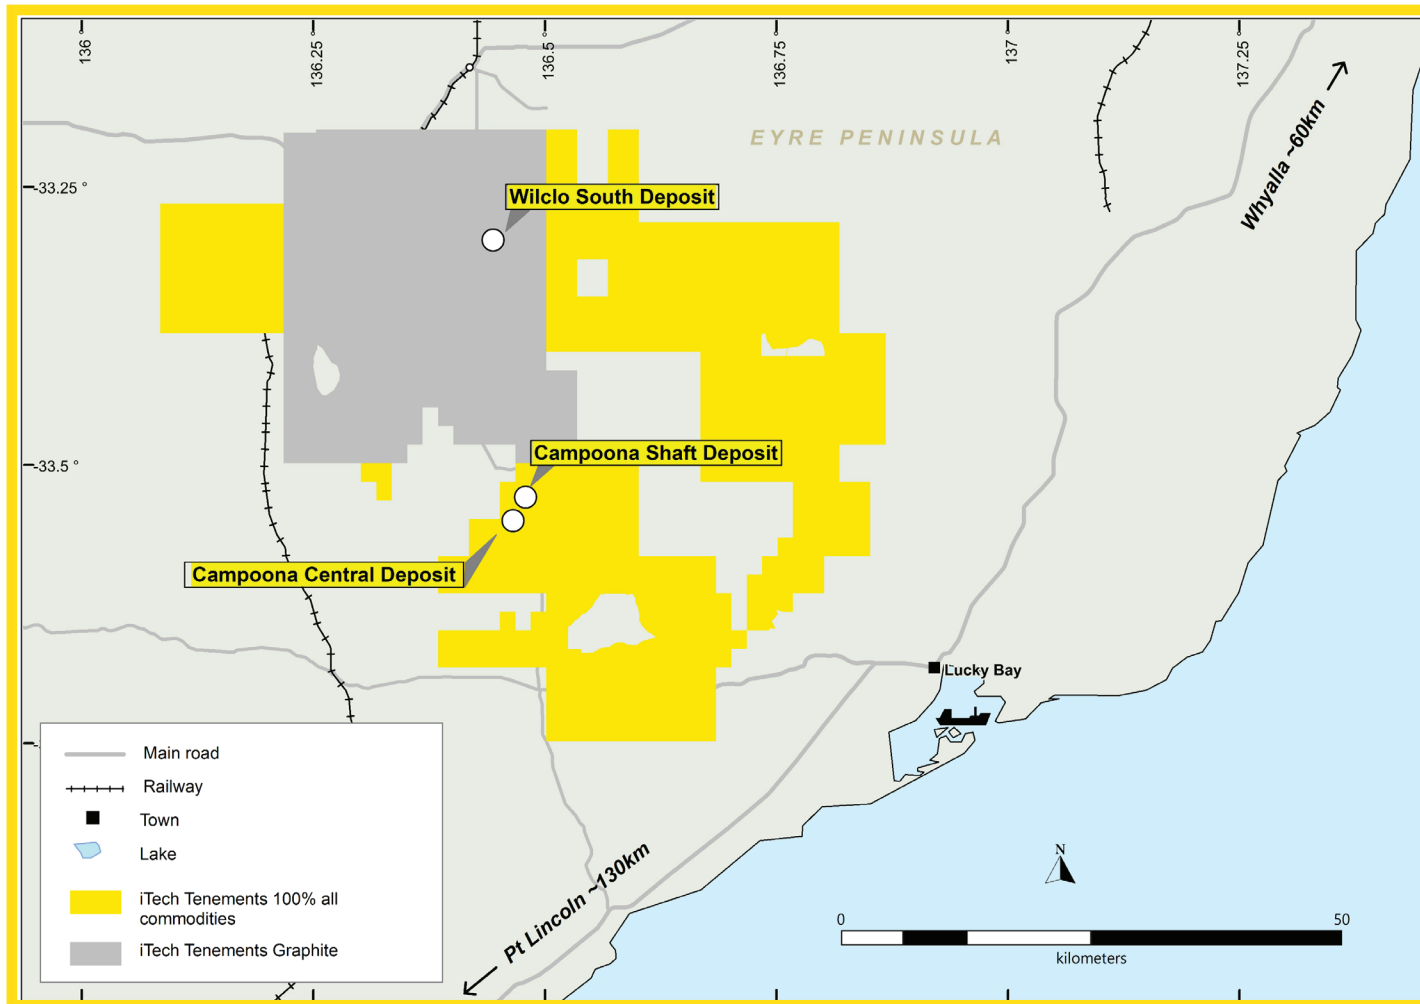 136 °
136.25 °
136.5 °
136.75 °
137 °
137.25 °
EYRE PENINSULA
Whyalla ~60km
-33.25 °
Wilclo South Deposit
Campoona Shaft Deposit
-33.5 °
Campoona Central Deposit
Lucky Bay
Main road
Railway
Town
Lake
iTech Tenements 100% all
commodities
iTech Tenements Graphite
Pt Lincoln ~130km
N
0
50
kilometers